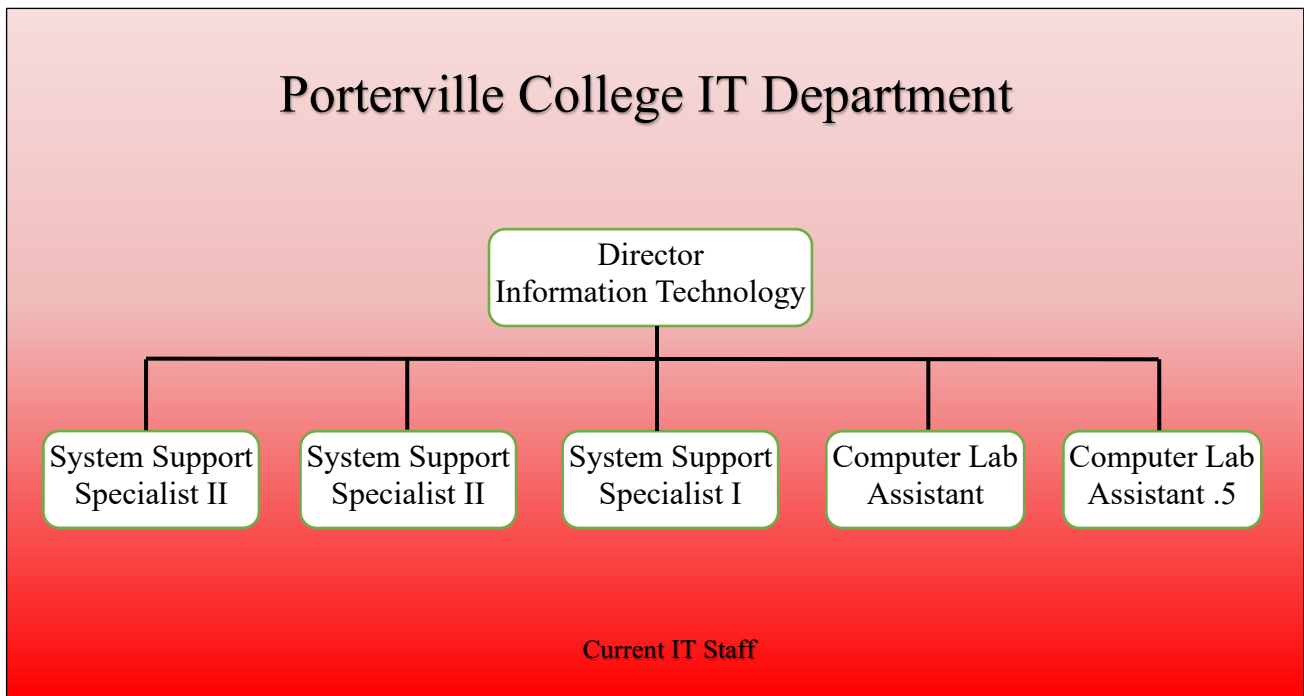 Porterville College IT Department
Director
Information Technology
System Support
Specialist II
System Support
Specialist II
System Support
Specialist I
Computer Lab
Assistant
Computer Lab
Assistant .5
Current IT Staff